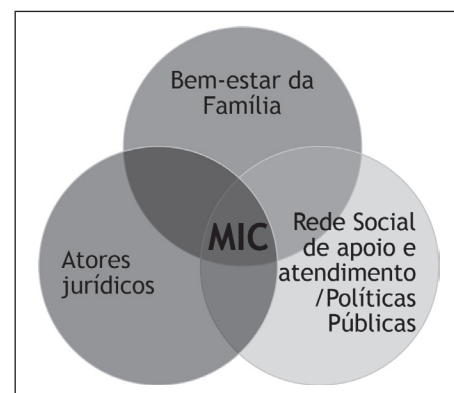 Bem-estar da
Família
MIC
Atores
jurídicos
Rede Social
de apoio e
atendimento
/Políticas
Públicas